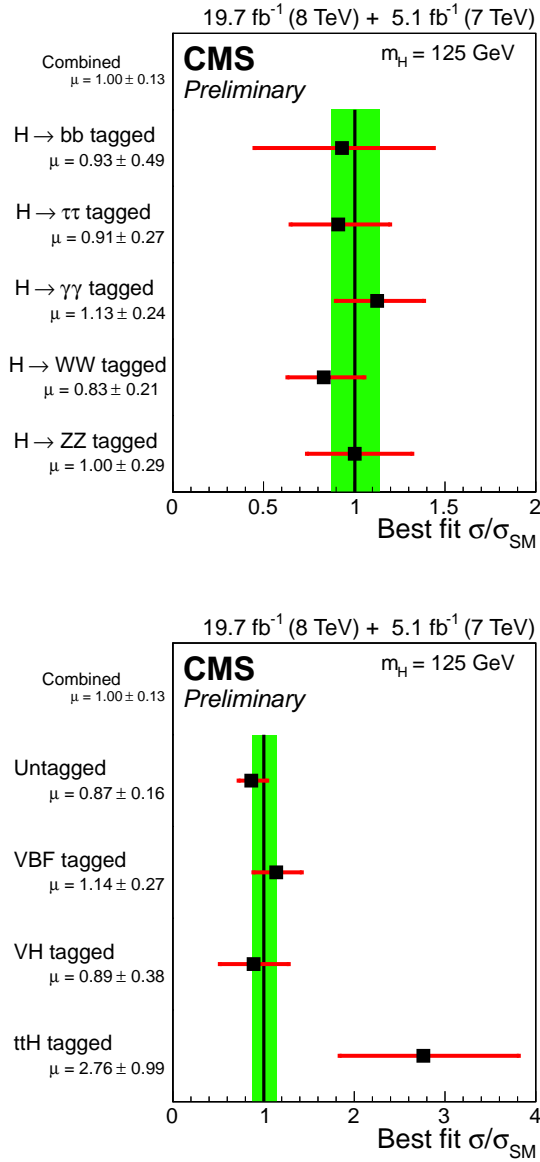 19.7 fb⁻¹ (8 TeV) + 5.1 fb⁻¹ (7 TeV)
CMS
Preliminary
m_H = 125 GeV
Combined
μ = 1.00 ± 0.13
H → bb tagged
μ = 0.93 ± 0.49
H → ττ tagged
μ = 0.91 ± 0.27
H → γγ tagged
μ = 1.13 ± 0.24
H → WW tagged
μ = 0.83 ± 0.21
H → ZZ tagged
μ = 1.00 ± 0.29
0 0.5 1 1.5 2
Best fit σ/σ_SM
19.7 fb⁻¹ (8 TeV) + 5.1 fb⁻¹ (7 TeV)
CMS
Preliminary
m_H = 125 GeV
Combined
μ = 1.00 ± 0.13
Untagged
μ = 0.87 ± 0.16
VBF tagged
μ = 1.14 ± 0.27
VH tagged
μ = 0.89 ± 0.38
ttH tagged
μ = 2.76 ± 0.99
0 1 2 3 4
Best fit σ/σ_SM